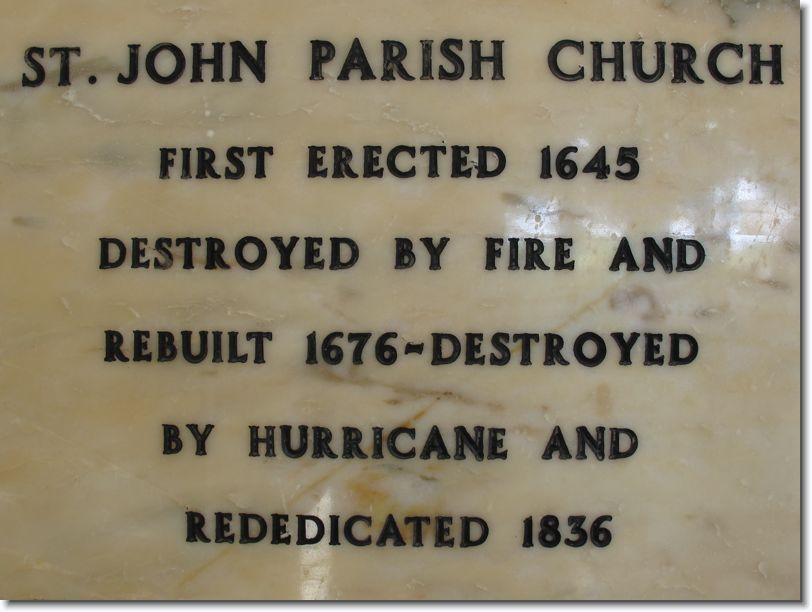 ST. JOHN PARISH CHURCH
FIRST ERECTED 1645
DESTROYED BY FIRE AND
REBUILT 1676-DESTROYED
BY HURRICANE AND
REDEDICATED 1836